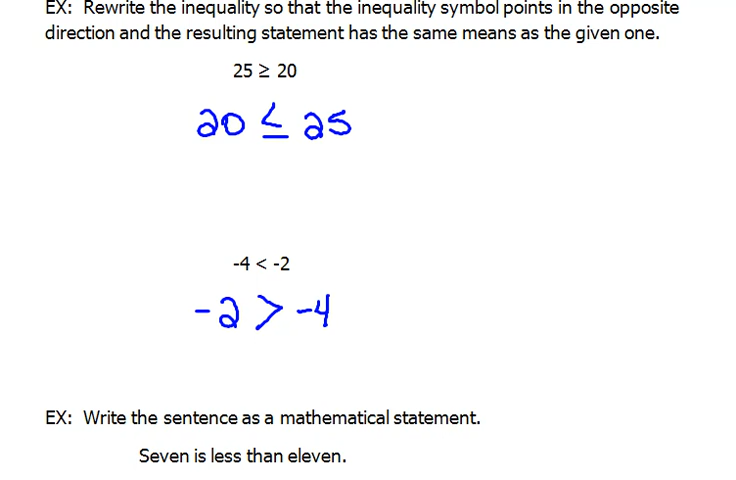 EX: Rewrite the inequality so that the inequality symbol points in the opposite
direction and the resulting statement has the same means as the given one.
25 ≥ 20
20 ≤ 25
-4 < -2
-2 > -4
EX: Write the sentence as a mathematical statement.
Seven is less than eleven.